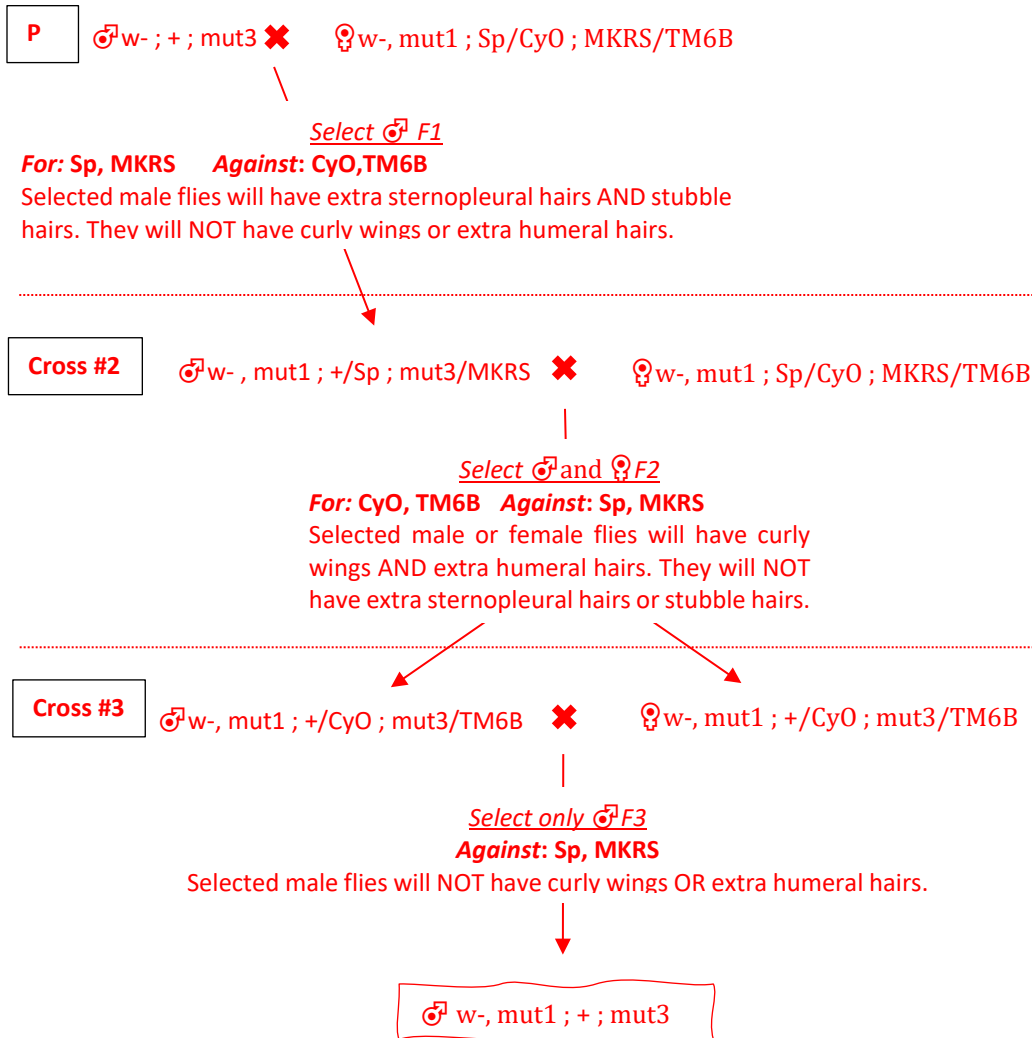 P ♂ w- ; + ; mut3 ✖ ♀ w-, mut1 ; Sp/CyO ; MKRS/TM6B
Select ♂ F1
For: Sp, MKRS Against: CyO,TM6B
Selected male flies will have extra sternopleural hairs AND stubble
hairs. They will NOT have curly wings or extra humeral hairs.
Cross #2 ♂ w- , mut1 ; +/Sp ; mut3/MKRS ✖ ♀ w-, mut1 ; Sp/CyO ; MKRS/TM6B
Select ♂ and ♀ F2
For: CyO, TM6B Against: Sp, MKRS
Selected male or female flies will have curly
wings AND extra humeral hairs. They will NOT
have extra sternopleural hairs or stubble hairs.
Cross #3 ♂ w-, mut1 ; +/CyO ; mut3/TM6B ✖ ♀ w-, mut1 ; +/CyO ; mut3/TM6B
Select only ♂ F3
Against: Sp, MKRS
Selected male flies will NOT have curly wings OR extra humeral hairs.
♂ w-, mut1 ; + ; mut3